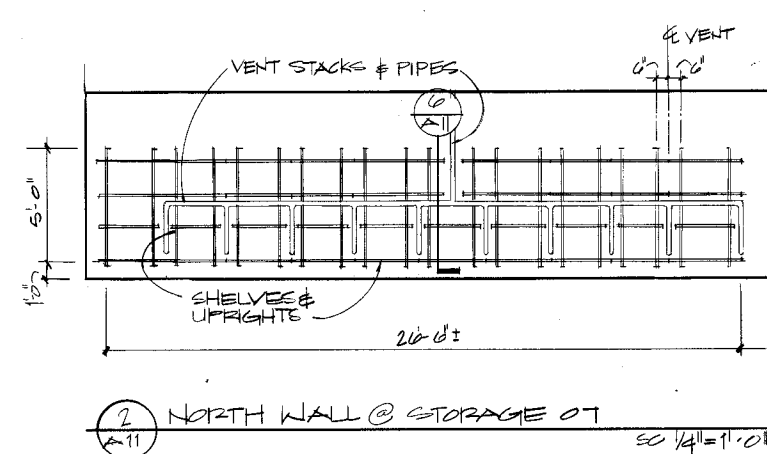 ℄ VENT
VENT STACKS & PIPES
6" 6"
6
A11
5'-0"
1'-0"
SHELVES &
UPRIGHTS
26'-6"±
2
A11
NORTH WALL @ STORAGE 07
SC 1/4"=1'-0"